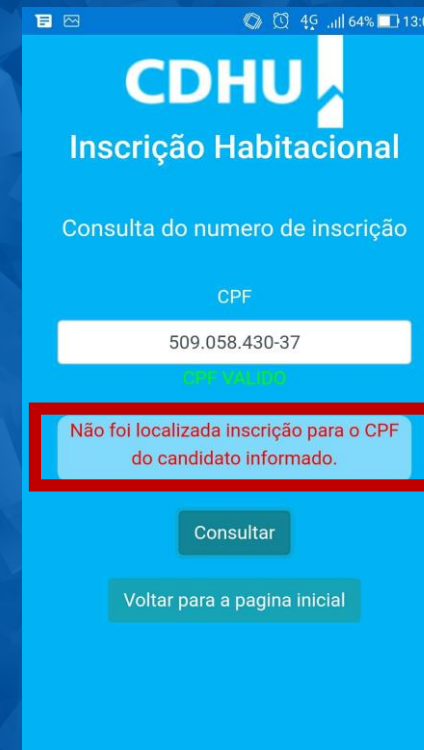 4G 64% 13:0
CDHU
Inscrição Habitacional
Consulta do numero de inscrição
CPF
509.058.430-37
CPF VALIDO
Não foi localizada inscrição para o CPF
do candidato informado.
Consultar
Voltar para a pagina inicial